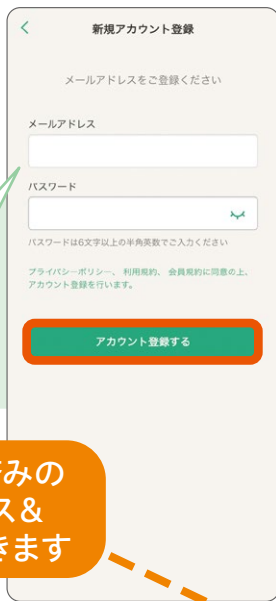 新規アカウント登録
メールアドレスをご登録ください
メールアドレス
パスワード
パスワードは6文字以上の半角英数でご入力ください
プライバシーポリシー、 利用規約、 会員規約に同意の上、
アカウント登録を行います。
アカウント登録する
みの
ス&
きます